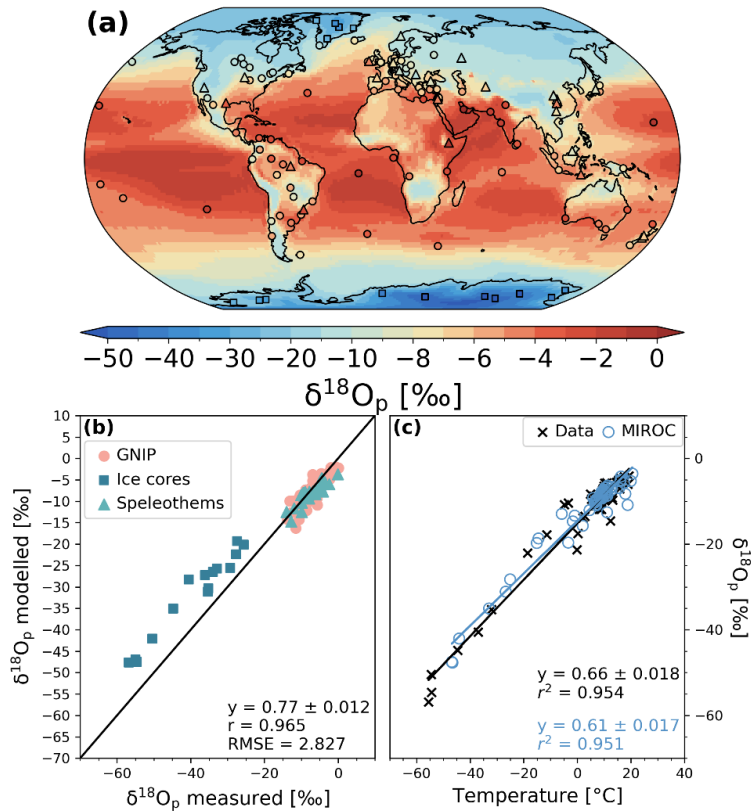 (a)
−50 −40 −30 −20 −10 −8 −6 −4 −2 0
δ¹⁸Oₚ [‰]
(b)
GNIP
Ice cores
Speleothems
10
5
0
−5
−10
−15
−20
−25
−30
−35
−40
−45
−50
−55
−60
−65
−70
δ¹⁸Oₚ modelled [‰]
y = 0.77 ± 0.012
r = 0.965
RMSE = 2.827
−60 −40 −20 0
δ¹⁸Oₚ measured [‰]
(c)
Data MIROC
0
−20
−40
−60
δ¹⁸Oₚ [‰]
y = 0.66 ± 0.018
r² = 0.954
y = 0.61 ± 0.017
r² = 0.951
−60 −40 −20 0 20 40
Temperature [°C]